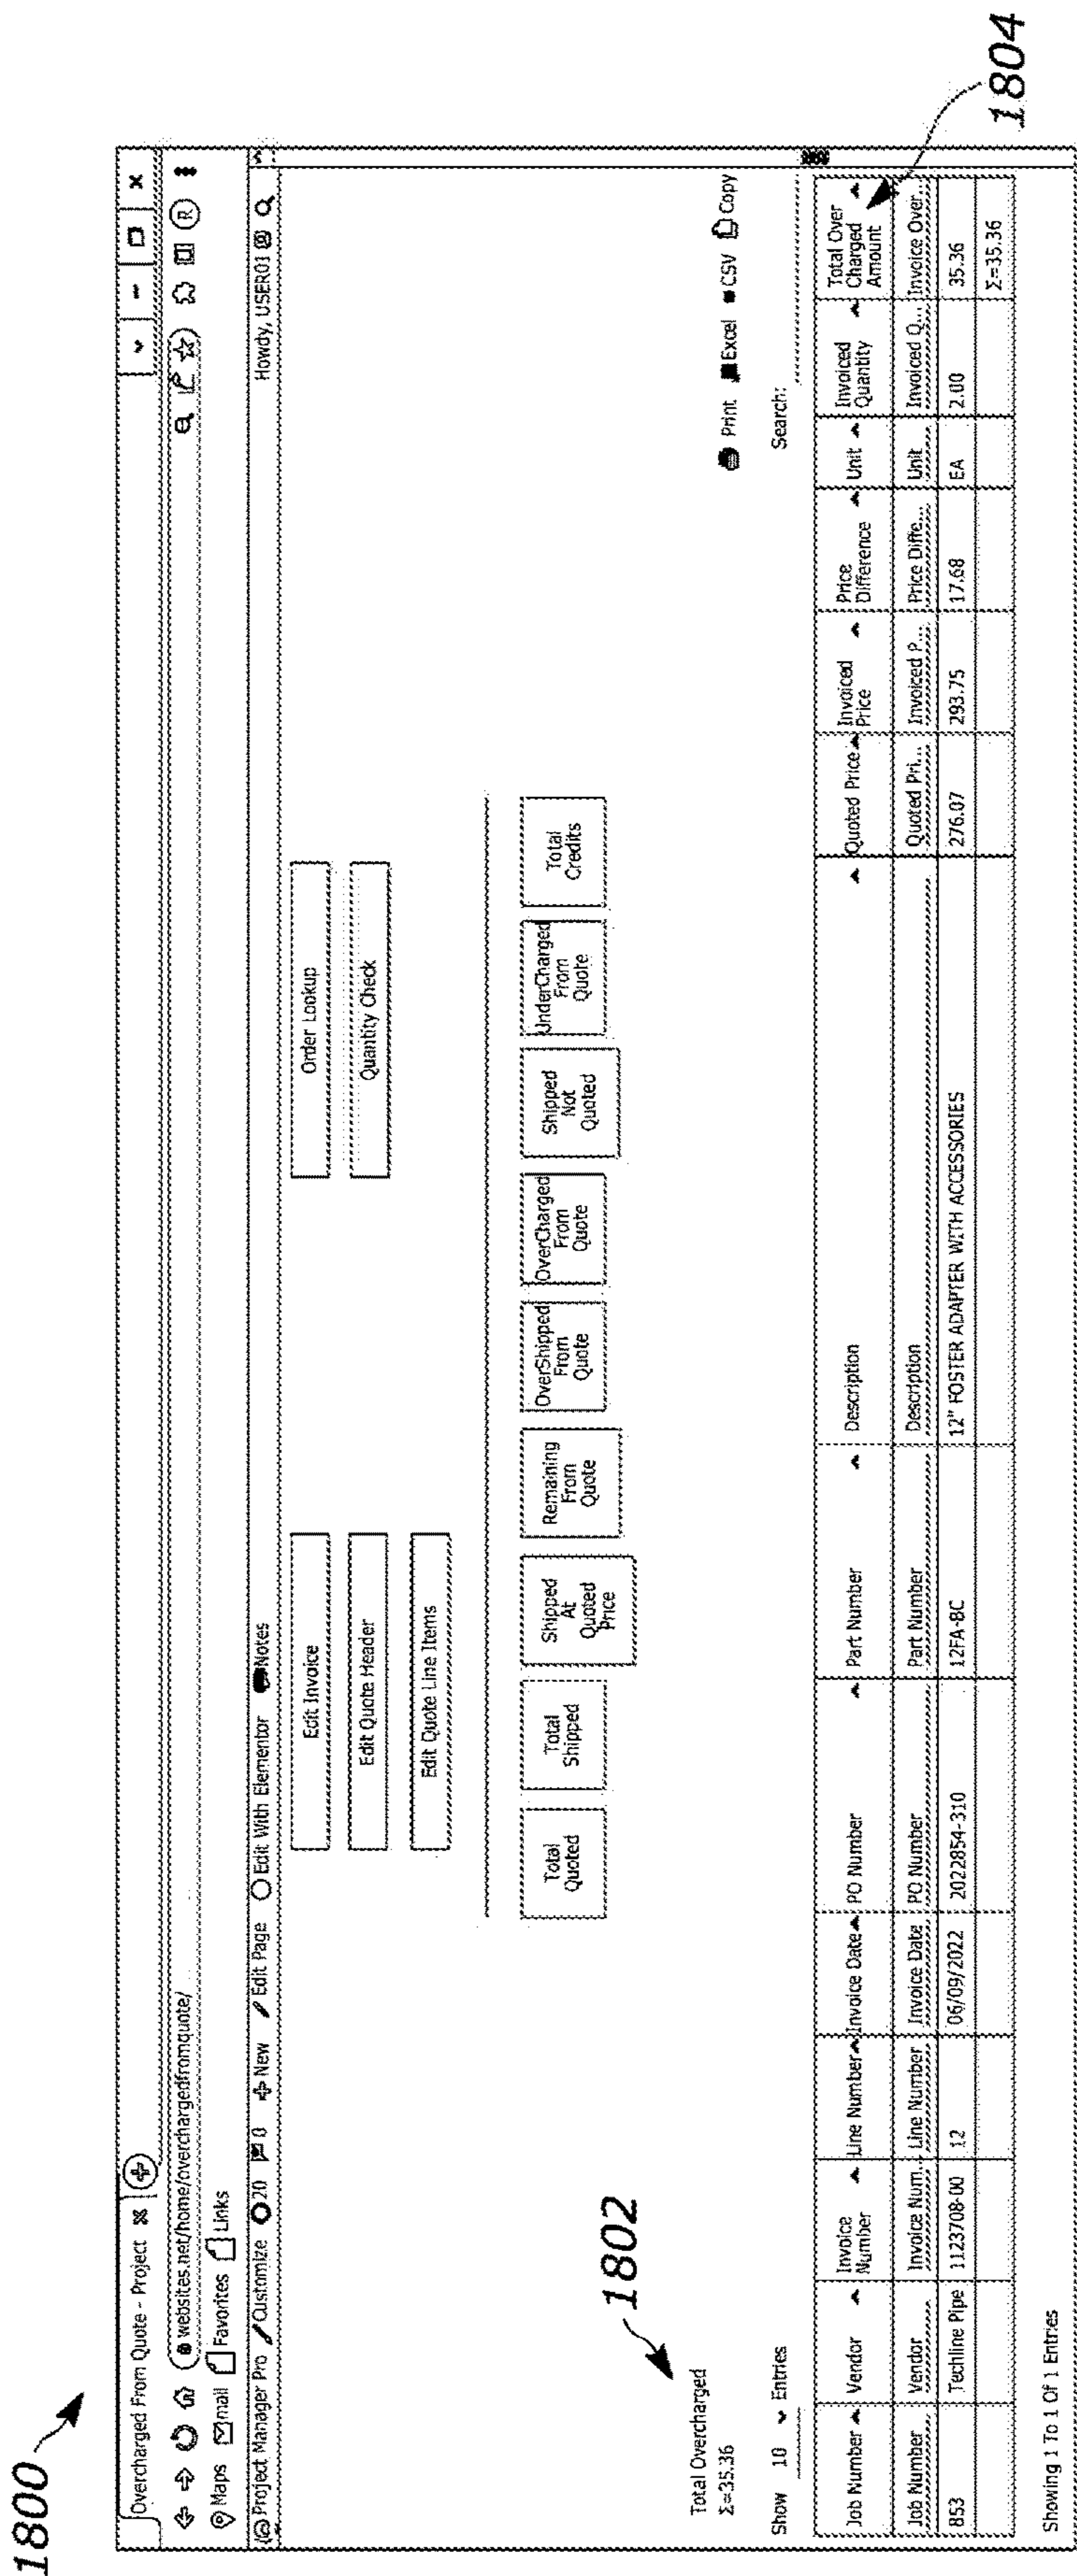 1800
Overcharged From Quote - Project
websites.net/home/overchargedfromquote/
Maps mail Favorites Links
Project Manager Pro Customize 20 0 New Edit Page Edit With Elementor Notes Howdy, USER01
Edit Invoice Order Lookup
Edit Quote Header Quantity Check
Edit Quote Line Items
Total Quoted
Total Shipped
Shipped At Quoted Price
Remaining From Quote
OverShipped From Quote
OverCharged From Quote
Shipped Not Quoted
UnderCharged From Quote
Total Credits
1802
Total Overcharged
Σ=35.36
Print Excel CSV Copy
Show 10 Entries Search:
Job Number Vendor Invoice Number Line Number Invoice Date PO Number Part Number Description Quoted Price Invoiced Price Price Difference Unit Invoiced Quantity Total Over Charged Amount
Job Number Vendor Invoice Num... Line Number Invoice Date PO Number Part Number Description Quoted Pri... Invoiced P... Price Diffe... Unit Invoiced Q... Invoice Over...
853 Techline Pipe 1123708-00 12 06/09/2022 2022854-310 12FA-BC 12" FOSTER ADAPTER WITH ACCESSORIES 276.07 293.75 17.68 EA 2.00 35.36
Σ=35.36
Showing 1 To 1 Of 1 Entries
1804